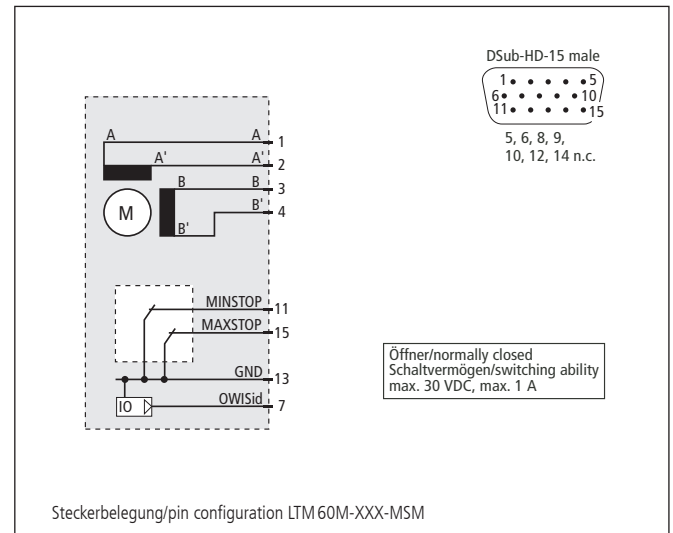 DSub-HD-15 male
1 5
6 10
11 15
5, 6, 8, 9,
10, 12, 14 n.c.
A A 1
A' A' 2
B B 3
B' 4
M
B'
MINSTOP 11
MAXSTOP 15
GND 13
IO OWISid 7
Öffner/normally closed
Schaltvermögen/switching ability
max. 30 VDC, max. 1 A
Steckerbelegung/pin configuration LTM 60M-XXX-MSM